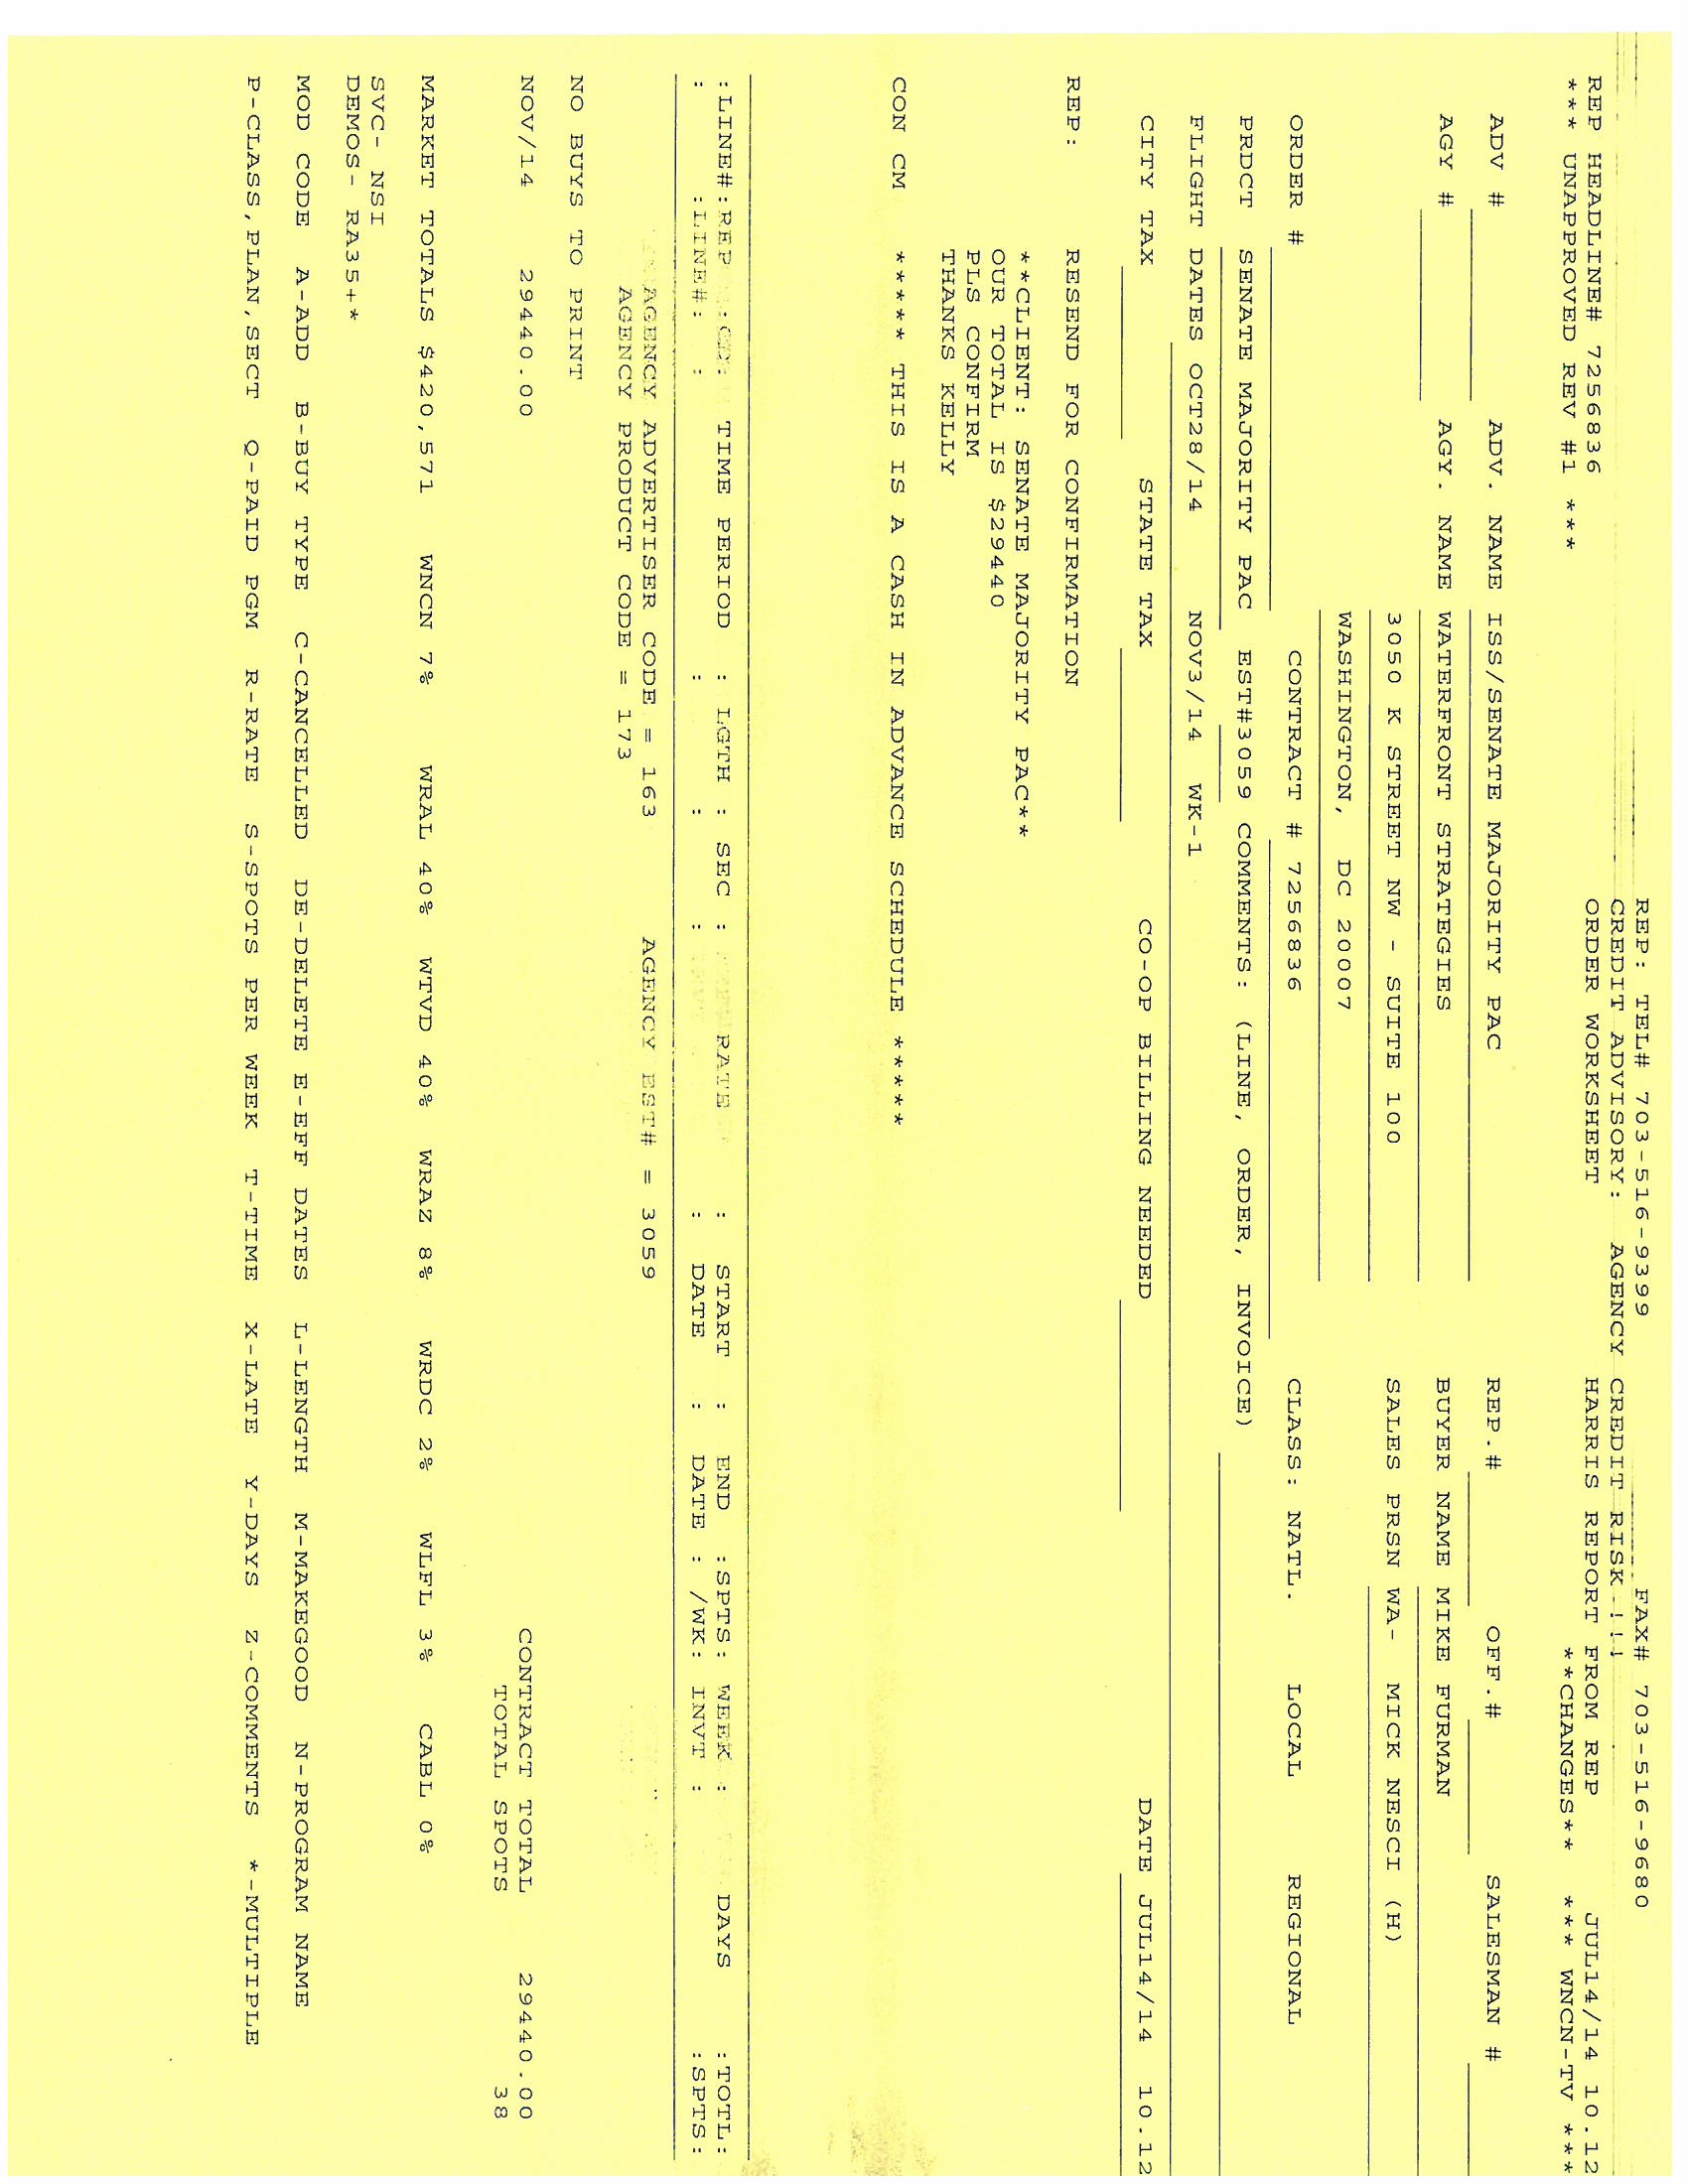 REP: TEL# 703-516-9399 FAX# 703-516-9680
CREDIT ADVISORY: AGENCY CREDIT RISK !!!
ORDER WORKSHEET HARRIS REPORT FROM REP JUL14/14 10.12
REP HEADLINE# 7256836
*** UNAPPROVED REV #1 *** **CHANGES** *** WNCN-TV ***
ADV # ADV. NAME ISS/SENATE MAJORITY PAC REP.# OFF.# SALESMAN #
AGY # AGY. NAME WATERFRONT STRATEGIES BUYER NAME MIKE FURMAN
3050 K STREET NW - SUITE 100 SALES PRSN WA- MICK NESCI (H)
WASHINGTON, DC 20007
ORDER # CONTRACT # 7256836 CLASS: NATL. LOCAL REGIONAL
PRDCT SENATE MAJORITY PAC EST#3059 COMMENTS: (LINE, ORDER, INVOICE)
FLIGHT DATES OCT28/14 NOV3/14 WK-1
CITY TAX STATE TAX CO-OP BILLING NEEDED DATE JUL14/14 10.12
REP: RESEND FOR CONFIRMATION
**CLIENT: SENATE MAJORITY PAC**
OUR TOTAL IS $29440
PLS CONFIRM
THANKS KELLY
CON CM ***** THIS IS A CASH IN ADVANCE SCHEDULE *****
:LINE#:REP :CD: TIME PERIOD : LGTH : SEC : RATE : START : END :SPTS: WEEK : DAYS :TOTL:
: :LINE#: : : : : : DATE : DATE : /WK: INVT : :SPTS:
AGENCY ADVERTISER CODE = 163 AGENCY EST# = 3059
AGENCY PRODUCT CODE = 173
NO BUYS TO PRINT
NOV/14 29440.00 CONTRACT TOTAL 29440.00
TOTAL SPOTS 38
MARKET TOTALS $420,571 WNCN 7% WRAL 40% WTVD 40% WRAZ 8% WRDC 2% WLFL 3% CABL 0%
SVC- NSI
DEMOS- RA35+*
MOD CODE A-ADD B-BUY TYPE C-CANCELLED DE-DELETE E-EFF DATES L-LENGTH M-MAKEGOOD N-PROGRAM NAME
P-CLASS,PLAN,SECT Q-PAID PGM R-RATE S-SPOTS PER WEEK T-TIME X-LATE Y-DAYS Z-COMMENTS *-MULTIPLE